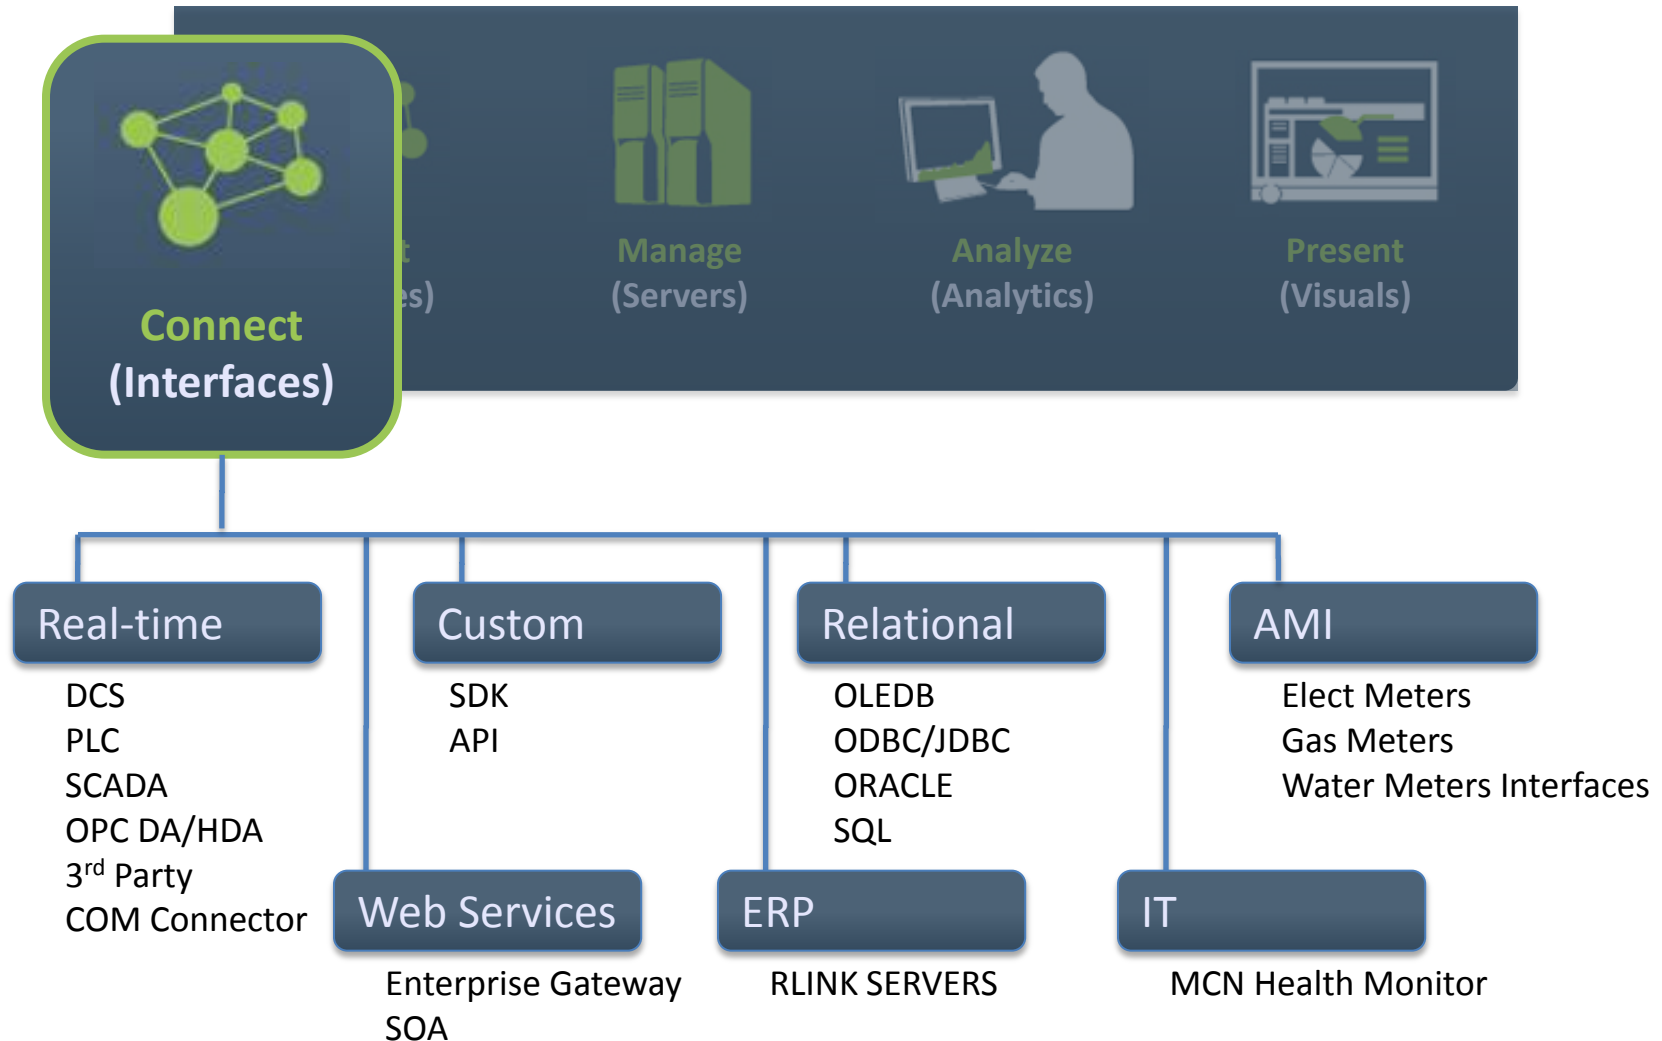 Connect
(Interfaces)
t
es)
Manage
(Servers)
Analyze
(Analytics)
Present
(Visuals)
Real-time
DCS
PLC
SCADA
OPC DA/HDA
3rd Party
COM Connector
Web Services
Enterprise Gateway
SOA
Custom
SDK
API
ERP
RLINK SERVERS
Relational
OLEDB
ODBC/JDBC
ORACLE
SQL
IT
MCN Health Monitor
AMI
Elect Meters
Gas Meters
Water Meters Interfaces